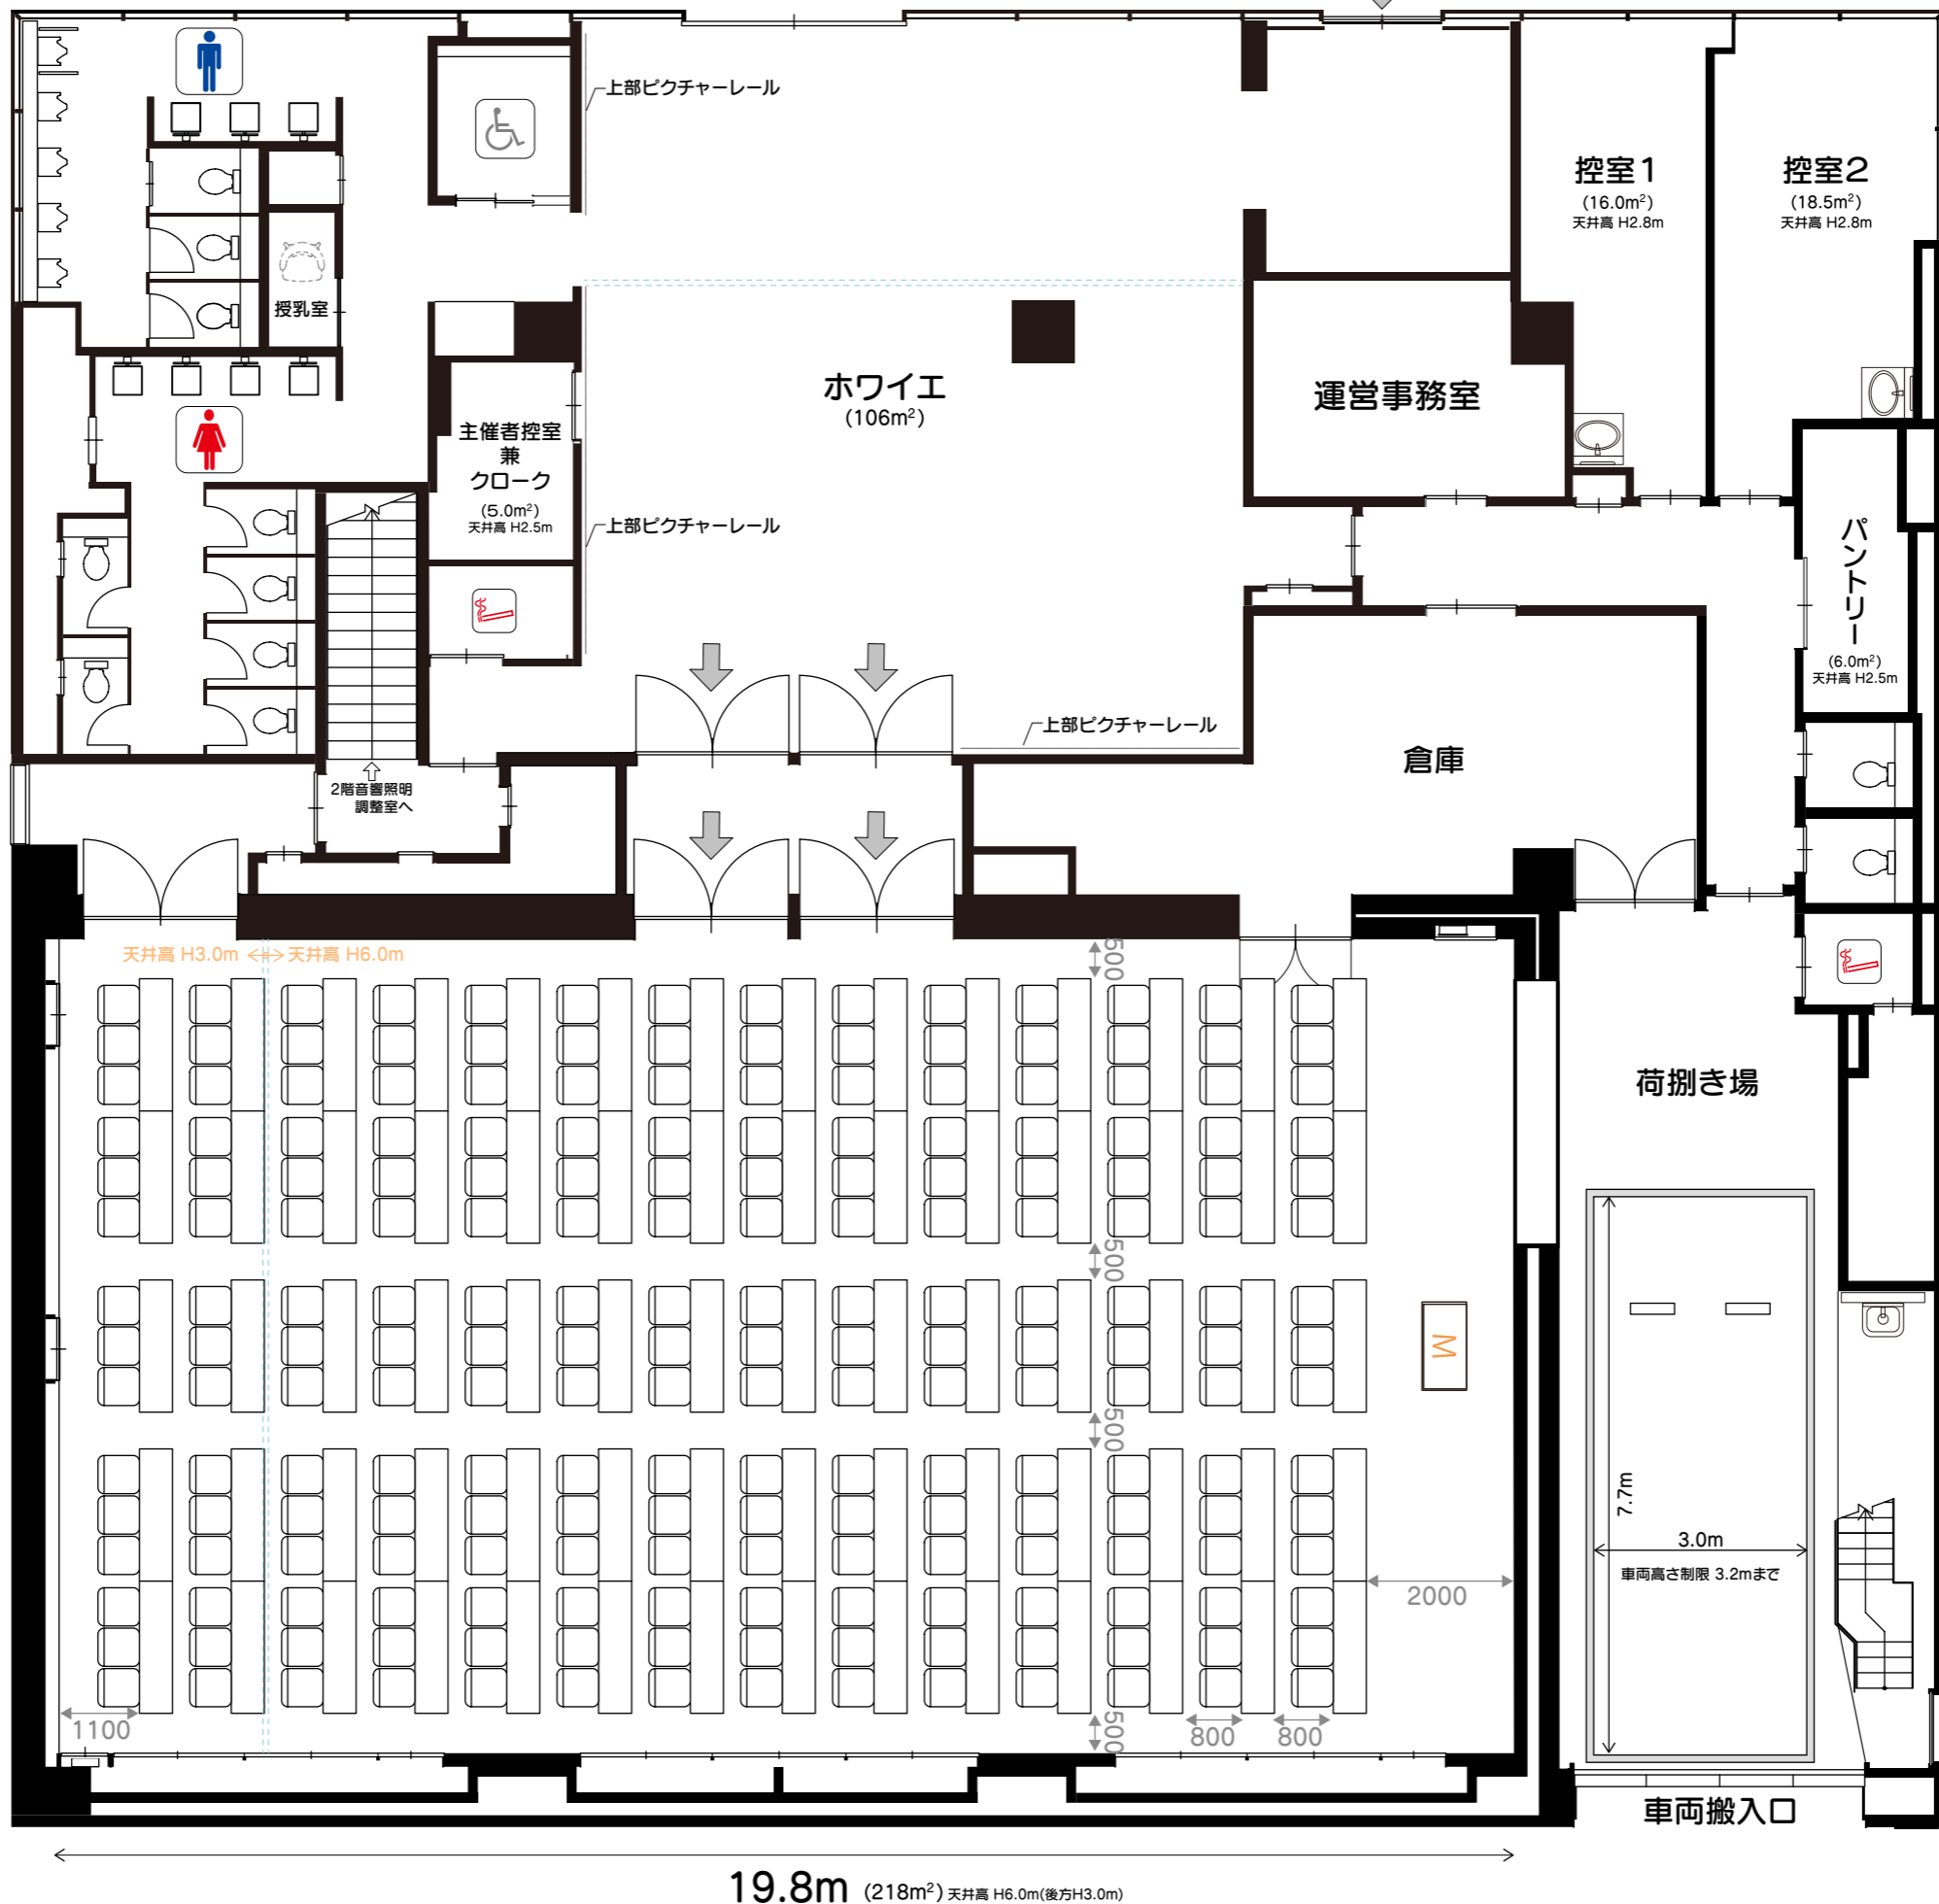 上部ピクチャーレール
控室1
(16.0m²)
天井高 H2.8m
控室2
(18.5m²)
天井高 H2.8m
授乳室
ホワイエ
(106m²)
運営事務室
主催者控室
兼
クローク
(5.0m²)
天井高 H2.5m
上部ピクチャーレール
パントリー
(6.0m²)
天井高 H2.5m
上部ピクチャーレール
倉庫
2階音響照明
調整室へ
天井高 H3.0m
天井高 H6.0m
500
荷捌き場
500
M
500
7.7m
3.0m
車両高さ制限 3.2mまで
2000
1100
500
800
800
車両搬入口
19.8m (218m²) 天井高 H6.0m(後方H3.0m)